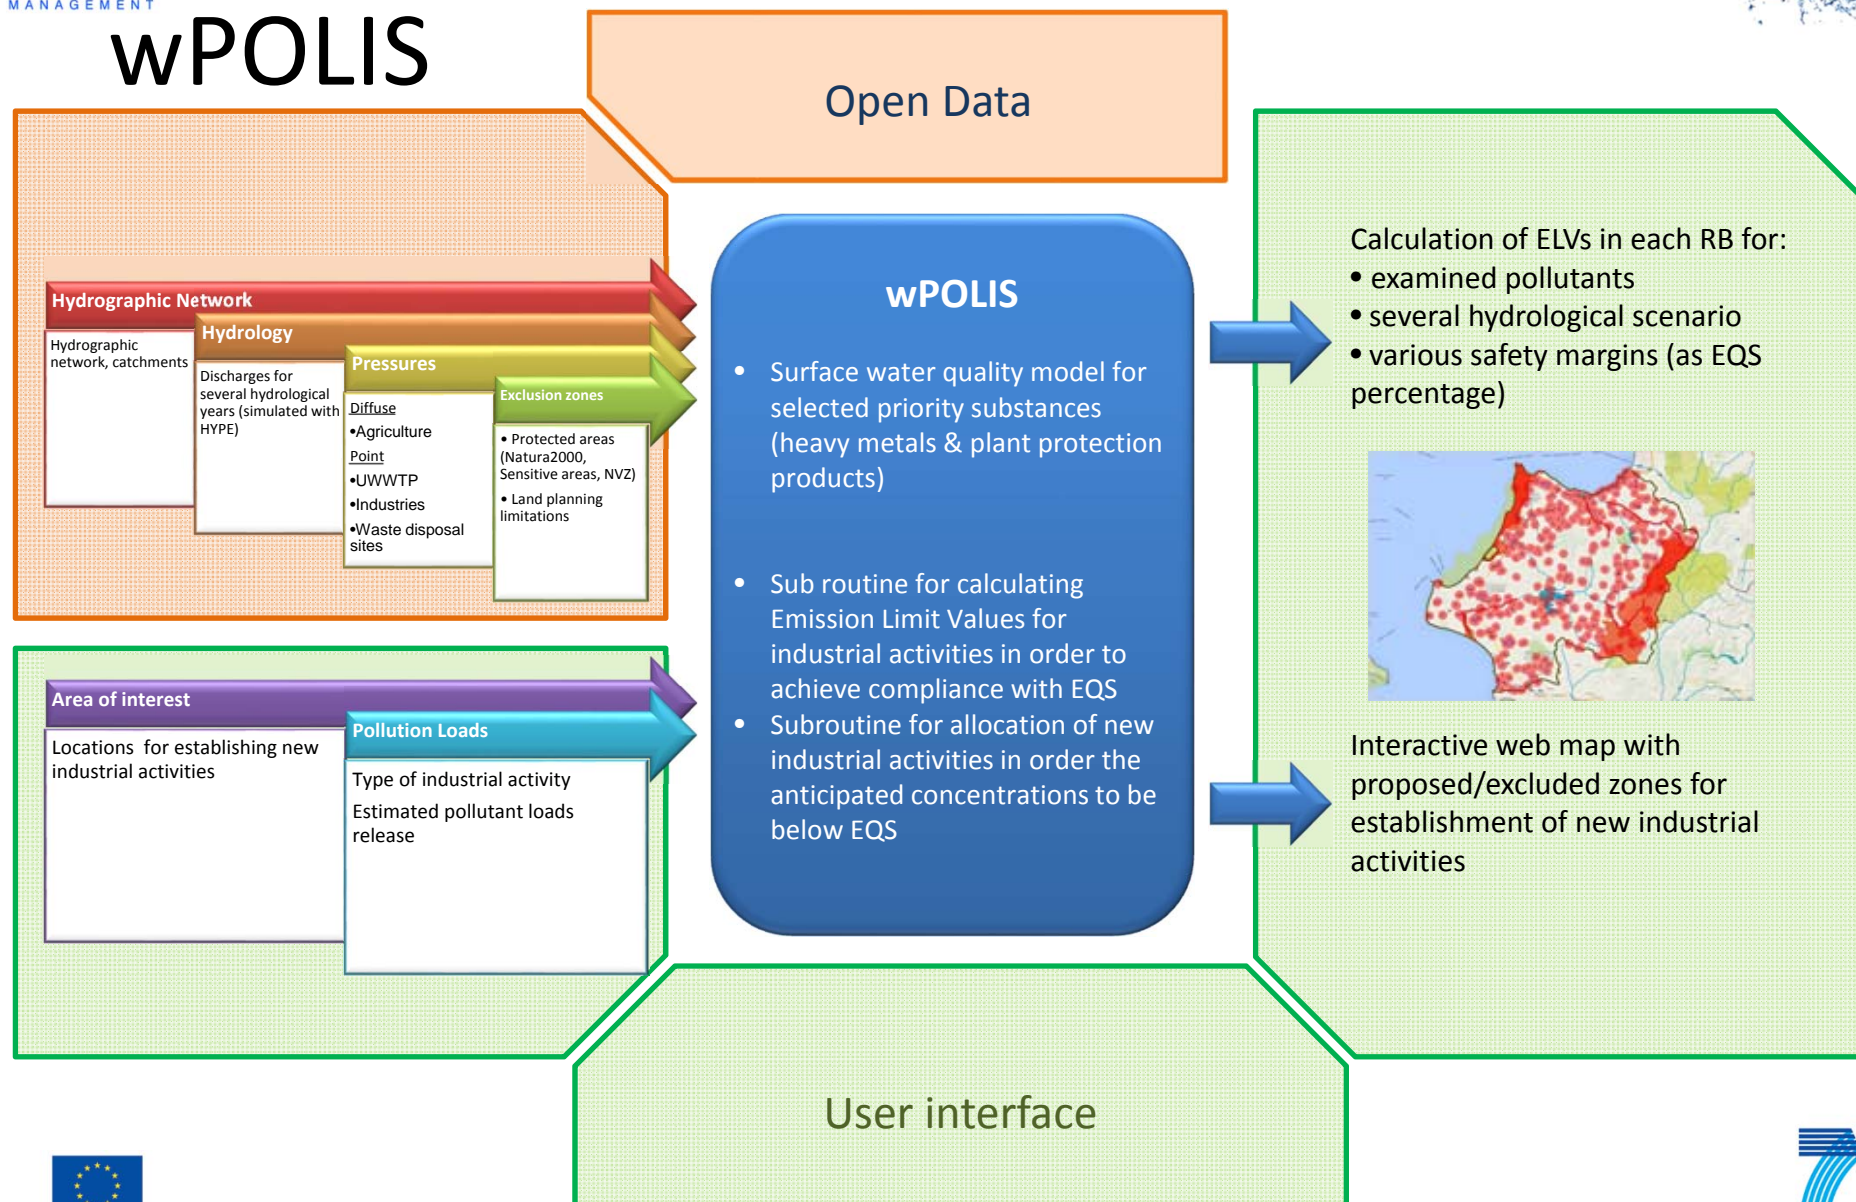 MANAGEMENT
wPOLIS
Open Data
Hydrographic Network
Hydrographic
network, catchments
Hydrology
Discharges for
several hydrological
years (simulated with
HYPE)
Pressures
Diffuse
•Agriculture
Point
•UWWTP
•Industries
•Waste disposal
sites
Exclusion zones
• Protected areas
(Natura2000,
Sensitive areas, NVZ)
• Land planning
limitations
Area of interest
Locations for establishing new
industrial activities
Pollution Loads
Type of industrial activity
Estimated pollutant loads
release
wPOLIS
• Surface water quality model for
selected priority substances
(heavy metals & plant protection
products)
• Sub routine for calculating
Emission Limit Values for
industrial activities in order to
achieve compliance with EQS
• Subroutine for allocation of new
industrial activities in order the
anticipated concentrations to be
below EQS
Calculation of ELVs in each RB for:
• examined pollutants
• several hydrological scenario
• various safety margins (as EQS
percentage)
Interactive web map with
proposed/excluded zones for
establishment of new industrial
activities
User interface
7